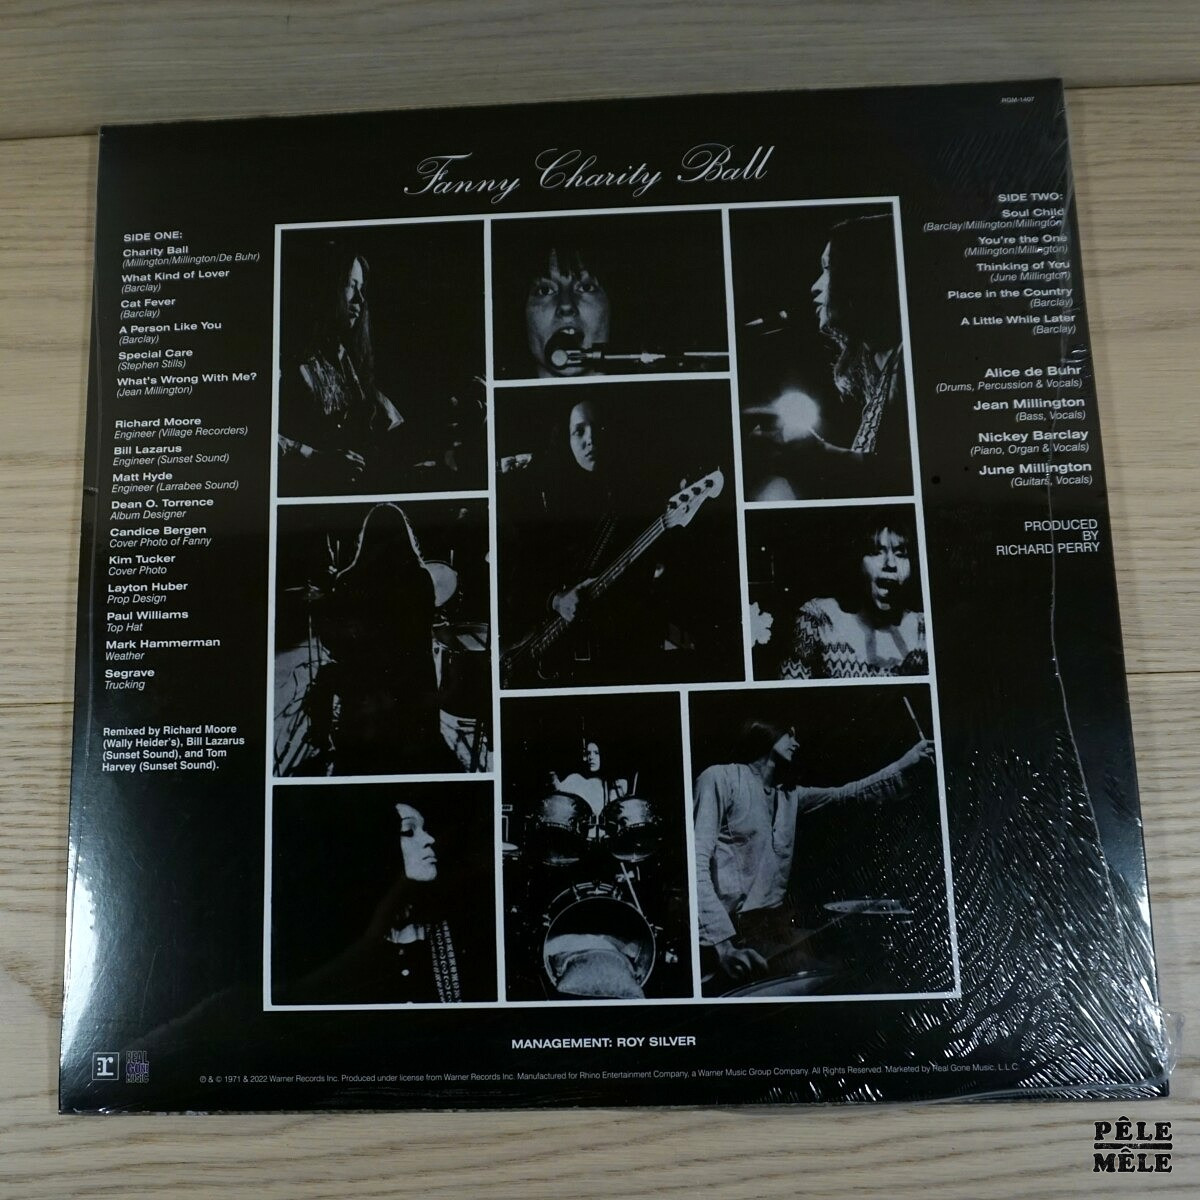 RGM-1407
Fanny Charity Ball
SIDE ONE:
Charity Ball
(Millington/Millington/De Buhr)
What Kind of Lover
(Barclay)
Cat Fever
(Barclay)
A Person Like You
(Barclay)
Special Care
(Stephen Stills)
What's Wrong With Me?
(Jean Millington)
Richard Moore
Engineer (Village Recorders)
Bill Lazarus
Engineer (Sunset Sound)
Matt Hyde
Engineer (Larrabee Sound)
Dean O. Torrence
Album Designer
Candice Bergen
Cover Photo of Fanny
Kim Tucker
Cover Photo
Layton Huber
Prop Design
Paul Williams
Top Hat
Mark Hammerman
Weather
Segrave
Trucking
Remixed by Richard Moore
(Wally Heider's), Bill Lazarus
(Sunset Sound), and Tom
Harvey (Sunset Sound).
SIDE TWO:
Soul Child
(Barclay/Millington/Millington)
You're the One
(Millington/Millington)
Thinking of You
(June Millington)
Place in the Country
(Barclay)
A Little While Later
(Barclay)
Alice de Buhr
(Drums, Percussion & Vocals)
Jean Millington
(Bass, Vocals)
Nickey Barclay
(Piano, Organ & Vocals)
June Millington
(Guitars, Vocals)
PRODUCED
BY
RICHARD PERRY
MANAGEMENT: ROY SILVER
r
REAL
GONE
MUSIC
℗ & © 1971 & 2022 Warner Records Inc. Produced under license from Warner Records Inc. Manufactured for Rhino Entertainment Company, a Warner Music Group Company. All Rights Reserved. Marketed by Real Gone Music, L.L.C.
PÊLE
MÊLE